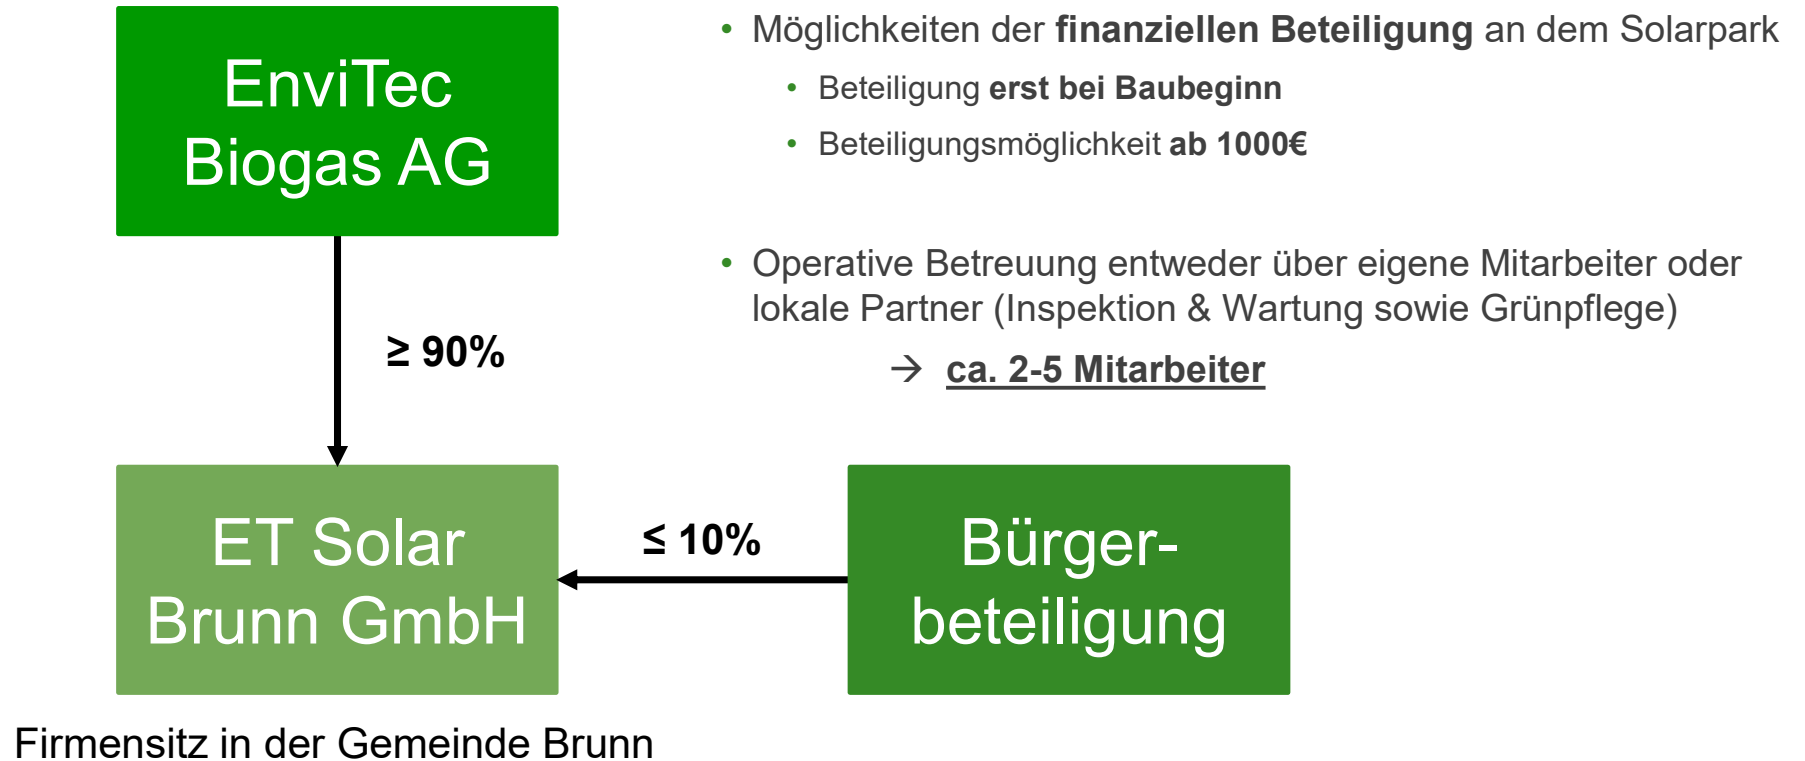 EnviTec
Biogas AG
• Möglichkeiten der finanziellen Beteiligung an dem Solarpark
• Beteiligung erst bei Baubeginn
• Beteiligungsmöglichkeit ab 1000€
• Operative Betreuung entweder über eigene Mitarbeiter oder
lokale Partner (Inspektion & Wartung sowie Grünpflege)
→ ca. 2-5 Mitarbeiter
≥ 90%
ET Solar
Brunn GmbH
≤ 10%
Bürger-
beteiligung
Firmensitz in der Gemeinde Brunn